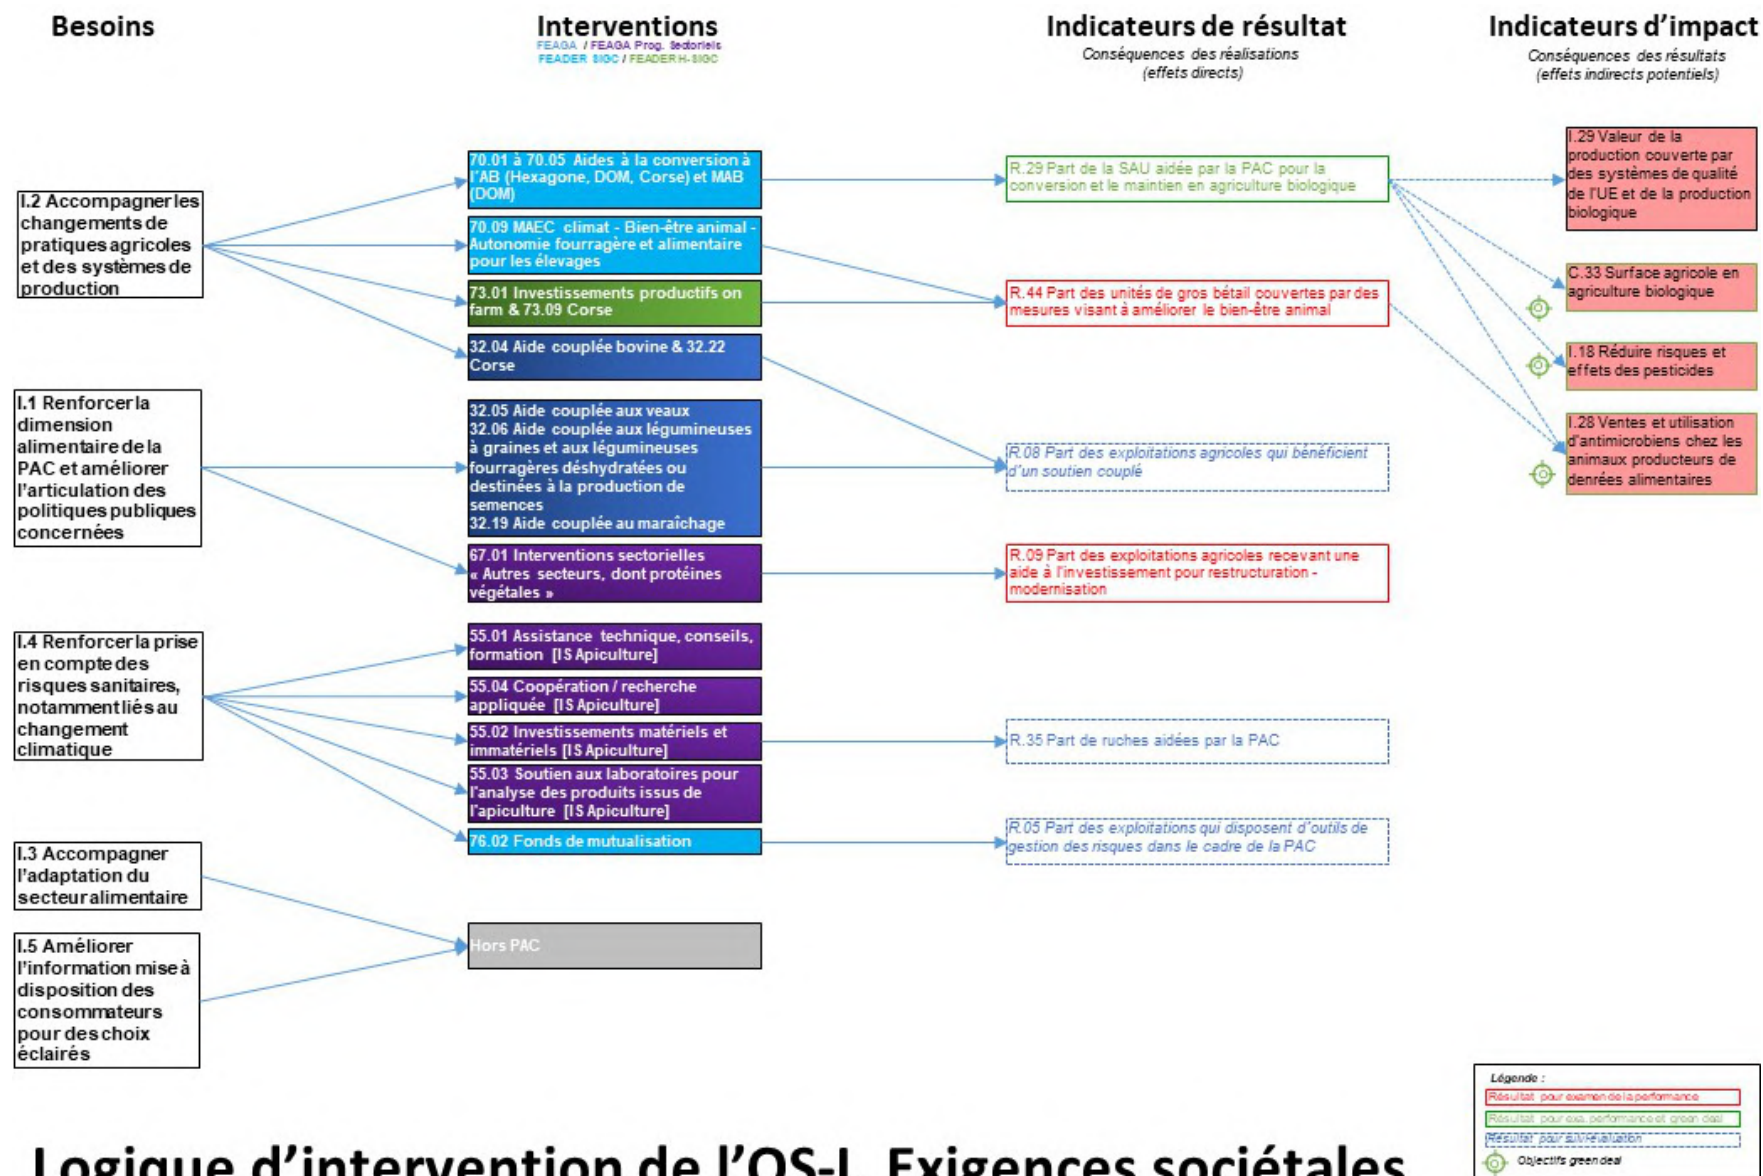 Besoins
Interventions
FEAGA / FEAGA Prog. Sectoriels
FEADER SIGC / FEADER H-SIGC
Indicateurs de résultat
Conséquences des réalisations
(effets directs)
Indicateurs d'impact
Conséquences des résultats
(effets indirects potentiels)
I.2 Accompagner les
changements de
pratiques agricoles
et des systèmes de
production
I.1 Renforcer la
dimension
alimentaire de la
PAC et améliorer
l'articulation des
politiques publiques
concernées
I.4 Renforcer la prise
en compte des
risques sanitaires,
notamment liés au
changement
climatique
I.3 Accompagner
l'adaptation du
secteur alimentaire
I.5 Améliorer
l'information mise à
disposition des
consommateurs
pour des choix
éclairés
70.01 à 70.05 Aides à la conversion à
l'AB (Hexagone, DOM, Corse) et MAB
(DOM)
70.09 MAEC climat - Bien-être animal -
Autonomie fourragère et alimentaire
pour les élevages
73.01 Investissements productifs on
farm & 73.09 Corse
32.04 Aide couplée bovine & 32.22
Corse
32.05 Aide couplée aux veaux
32.06 Aide couplée aux légumineuses
à graines et aux légumineuses
fourragères déshydratées ou
destinées à la production de
semences
32.19 Aide couplée au maraîchage
67.01 Interventions sectorielles
« Autres secteurs, dont protéines
végétales »
55.01 Assistance technique, conseils,
formation [IS Apiculture]
55.04 Coopération / recherche
appliquée [IS Apiculture]
55.02 Investissements matériels et
immatériels [IS Apiculture]
55.03 Soutien aux laboratoires pour
l'analyse des produits issus de
l'apiculture [IS Apiculture]
76.02 Fonds de mutualisation
Hors PAC
R.29 Part de la SAU aidée par la PAC pour la
conversion et le maintien en agriculture biologique
R.44 Part des unités de gros bétail couvertes par des
mesures visant à améliorer le bien-être animal
R.08 Part des exploitations agricoles qui bénéficient
d'un soutien couplé
R.09 Part des exploitations agricoles recevant une
aide à l'investissement pour restructuration -
modernisation
R.35 Part de ruches aidées par la PAC
R.05 Part des exploitations qui disposent d'outils de
gestion des risques dans le cadre de la PAC
I.29 Valeur de la
production couverte par
des systèmes de qualité
de l'UE et de la production
biologique
C.33 Surface agricole en
agriculture biologique
I.18 Réduire risques et
effets des pesticides
I.28 Ventes et utilisation
d'antimicrobiens chez les
animaux producteurs de
denrées alimentaires
Légende :
Résultat pour examen de la performance
Résultat pour exa. performance et green deal
Résultat pour suivi-évaluation
Objectifs green deal
Logique d'intervention de l'OS-I Exigences sociétales